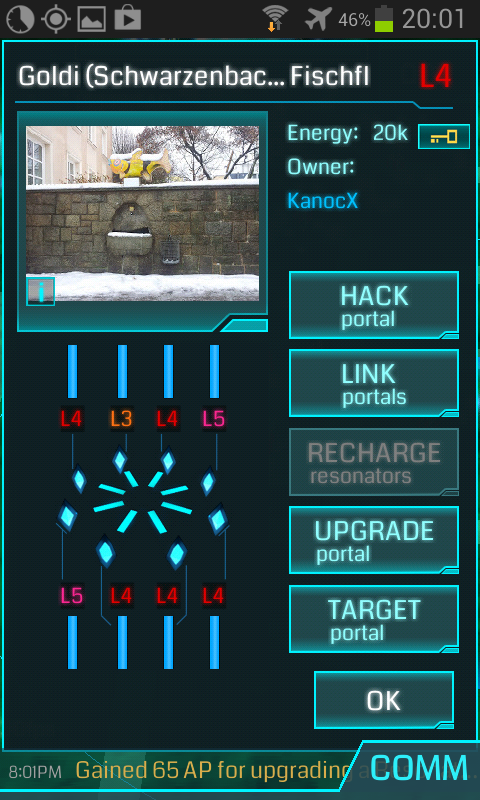 46% 20:01
Goldi (Schwarzenbac... Fischfl L4
Energy: 20k
Owner:
KanocX
i
HACK
portal
LINK
portals
L4 L3 L4 L5
RECHARGE
resonators
UPGRADE
portal
L5 L4 L4 L4
TARGET
portal
OK
8:01PM Gained 65 AP for upgrading a
COMM